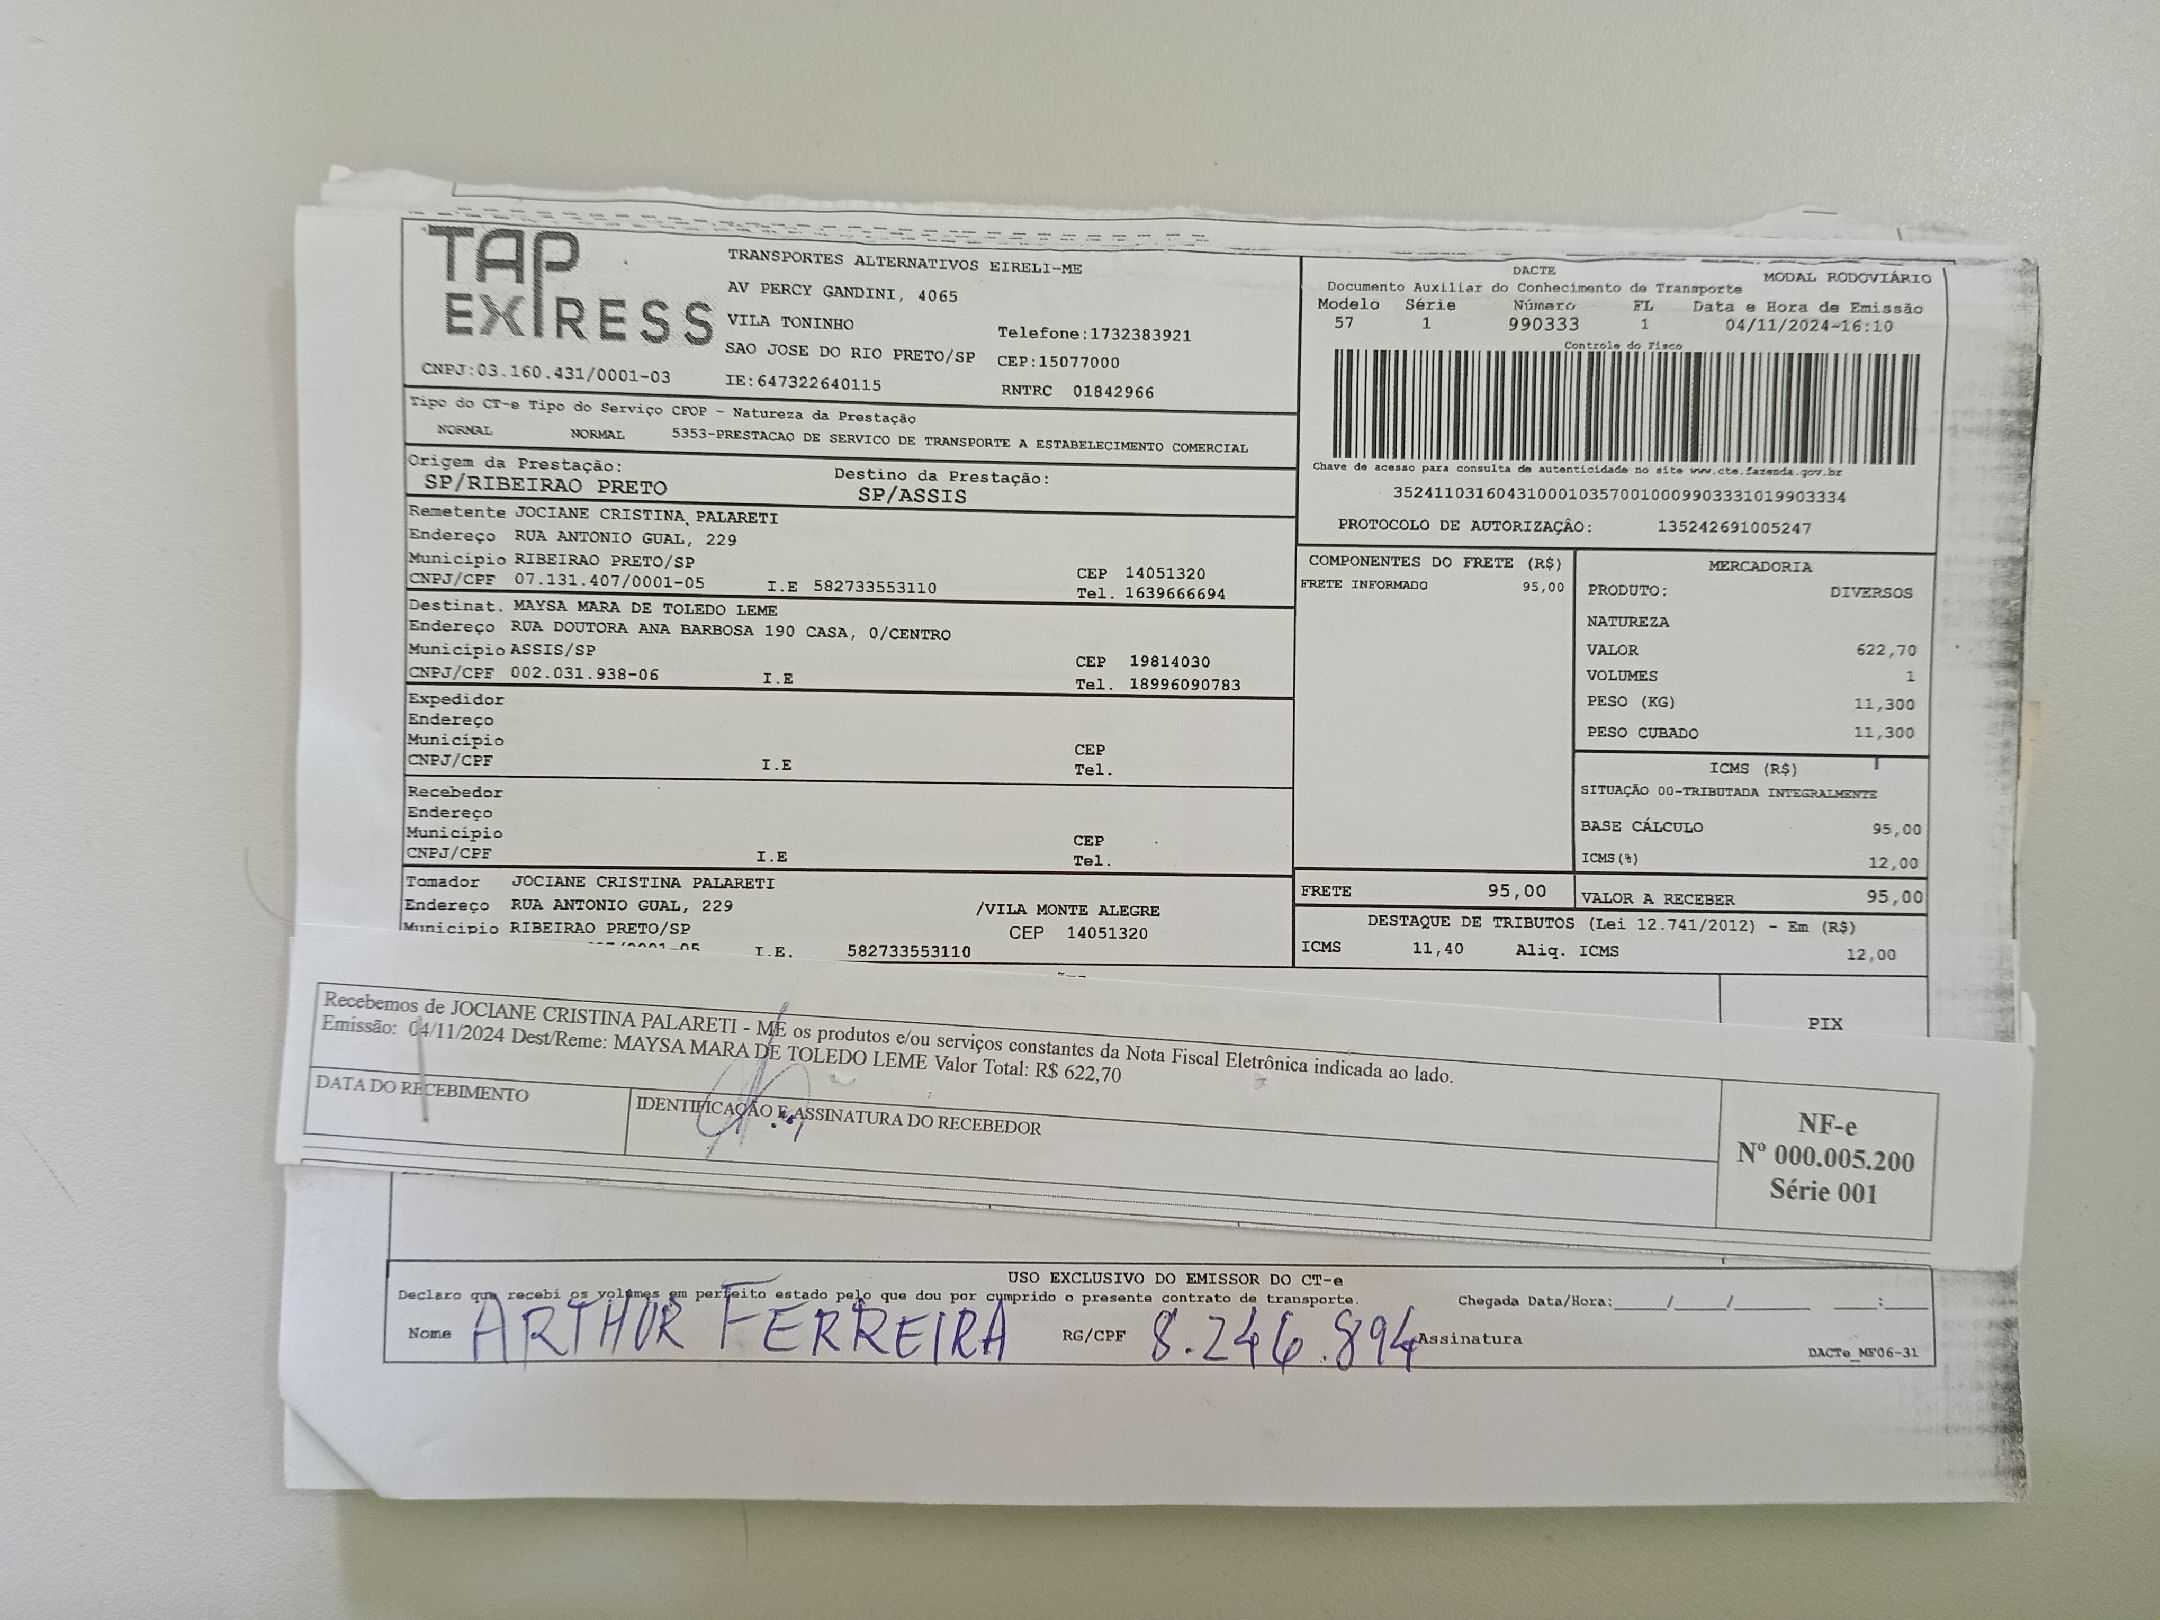 TAP EXPRESS
CNPJ:03.160.431/0001-03
TRANSPORTES ALTERNATIVOS EIRELI-ME
AV PERCY GANDINI, 4065
VILA TONINHO
Telefone:1732383921
SAO JOSE DO RIO PRETO/SP CEP:15077000
IE:647322640115 RNTRC 01842966
DACTE
MODAL RODOVIÁRIO
Documento Auxiliar do Conhecimento de Transporte
Modelo Série Número FL Data e Hora de Emissão
57 1 990333 1 04/11/2024-16:10
Controle do Fisco
Chave de acesso para consulta de autenticidade no site www.cte.fazenda.gov.br
35241103160431000103570010009903331019903334
PROTOCOLO DE AUTORIZAÇÂO: 135242691005247
Tipo do CT-e Tipo do Serviço CFOP - Natureza da Prestação
NORMAL NORMAL 5353-PRESTACAO DE SERVICO DE TRANSPORTE A ESTABELECIMENTO COMERCIAL
Origem da Prestação: Destino da Prestação:
SP/RIBEIRAO PRETO SP/ASSIS
Remetente JOCIANE CRISTINA PALARETI
Endereço RUA ANTONIO GUAL, 229
Município RIBEIRAO PRETO/SP CEP 14051320
CNPJ/CPF 07.131.407/0001-05 I.E 582733553110 Tel. 1639666694
Destinat. MAYSA MARA DE TOLEDO LEME
Endereço RUA DOUTORA ANA BARBOSA 190 CASA, 0/CENTRO
Município ASSIS/SP CEP 19814030
CNPJ/CPF 002.031.938-06 I.E Tel. 18996090783
Expedidor
Endereço
Município CEP
CNPJ/CPF I.E Tel.
Recebedor
Endereço
Município CEP
CNPJ/CPF I.E Tel.
Tomador JOCIANE CRISTINA PALARETI
Endereço RUA ANTONIO GUAL, 229 /VILA MONTE ALEGRE
Município RIBEIRAO PRETO/SP CEP 14051320
I.E. 582733553110
COMPONENTES DO FRETE (R$)
FRETE INFORMADO 95,00
MERCADORIA
PRODUTO: DIVERSOS
NATUREZA
VALOR 622,70
VOLUMES 1
PESO (KG) 11,300
PESO CUBADO 11,300
ICMS (R$)
SITUAÇÃO 00-TRIBUTADA INTEGRALMENTE
BASE CÁLCULO 95,00
ICMS(%) 12,00
FRETE 95,00 VALOR A RECEBER 95,00
DESTAQUE DE TRIBUTOS (Lei 12.741/2012) - Em (R$)
ICMS 11,40 Aliq. ICMS 12,00
PIX
Recebemos de JOCIANE CRISTINA PALARETI - ME os produtos e/ou serviços constantes da Nota Fiscal Eletrônica indicada ao lado.
Emissão: 04/11/2024 Dest/Reme: MAYSA MARA DE TOLEDO LEME Valor Total: R$ 622,70
DATA DO RECEBIMENTO IDENTIFICAÇÃO E ASSINATURA DO RECEBEDOR
NF-e
Nº 000.005.200
Série 001
USO EXCLUSIVO DO EMISSOR DO CT-e
Declaro que recebi os volumes em perfeito estado pelo que dou por cumprido o presente contrato de transporte. Chegada Data/Hora:____/____/______ ___:___
Nome ARTHUR FERREIRA RG/CPF 8.246.894 Assinatura
DACTe_MF06-31